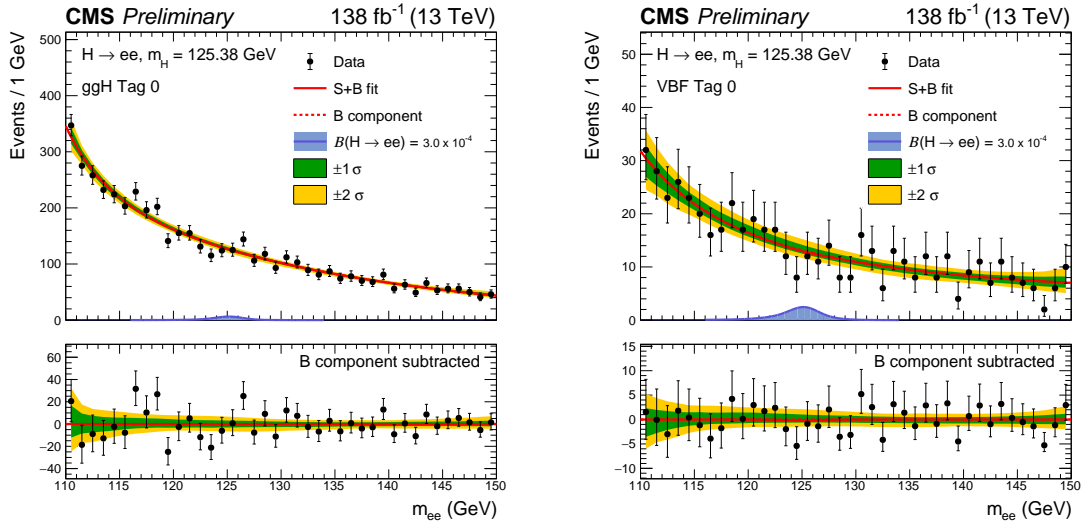 CMS Preliminary 138 fb⁻¹ (13 TeV)
H → ee, m_H = 125.38 GeV
ggH Tag 0
Data
S+B fit
B component
B(H → ee) = 3.0 x 10⁻⁴
±1 σ
±2 σ
Events / 1 GeV
500
400
300
200
100
0
B component subtracted
60
40
20
0
−20
−40
110 115 120 125 130 135 140 145 150
m_ee (GeV)
CMS Preliminary 138 fb⁻¹ (13 TeV)
H → ee, m_H = 125.38 GeV
VBF Tag 0
Data
S+B fit
B component
B(H → ee) = 3.0 x 10⁻⁴
±1 σ
±2 σ
Events / 1 GeV
50
40
30
20
10
0
B component subtracted
15
10
5
0
−5
−10
110 115 120 125 130 135 140 145 150
m_ee (GeV)